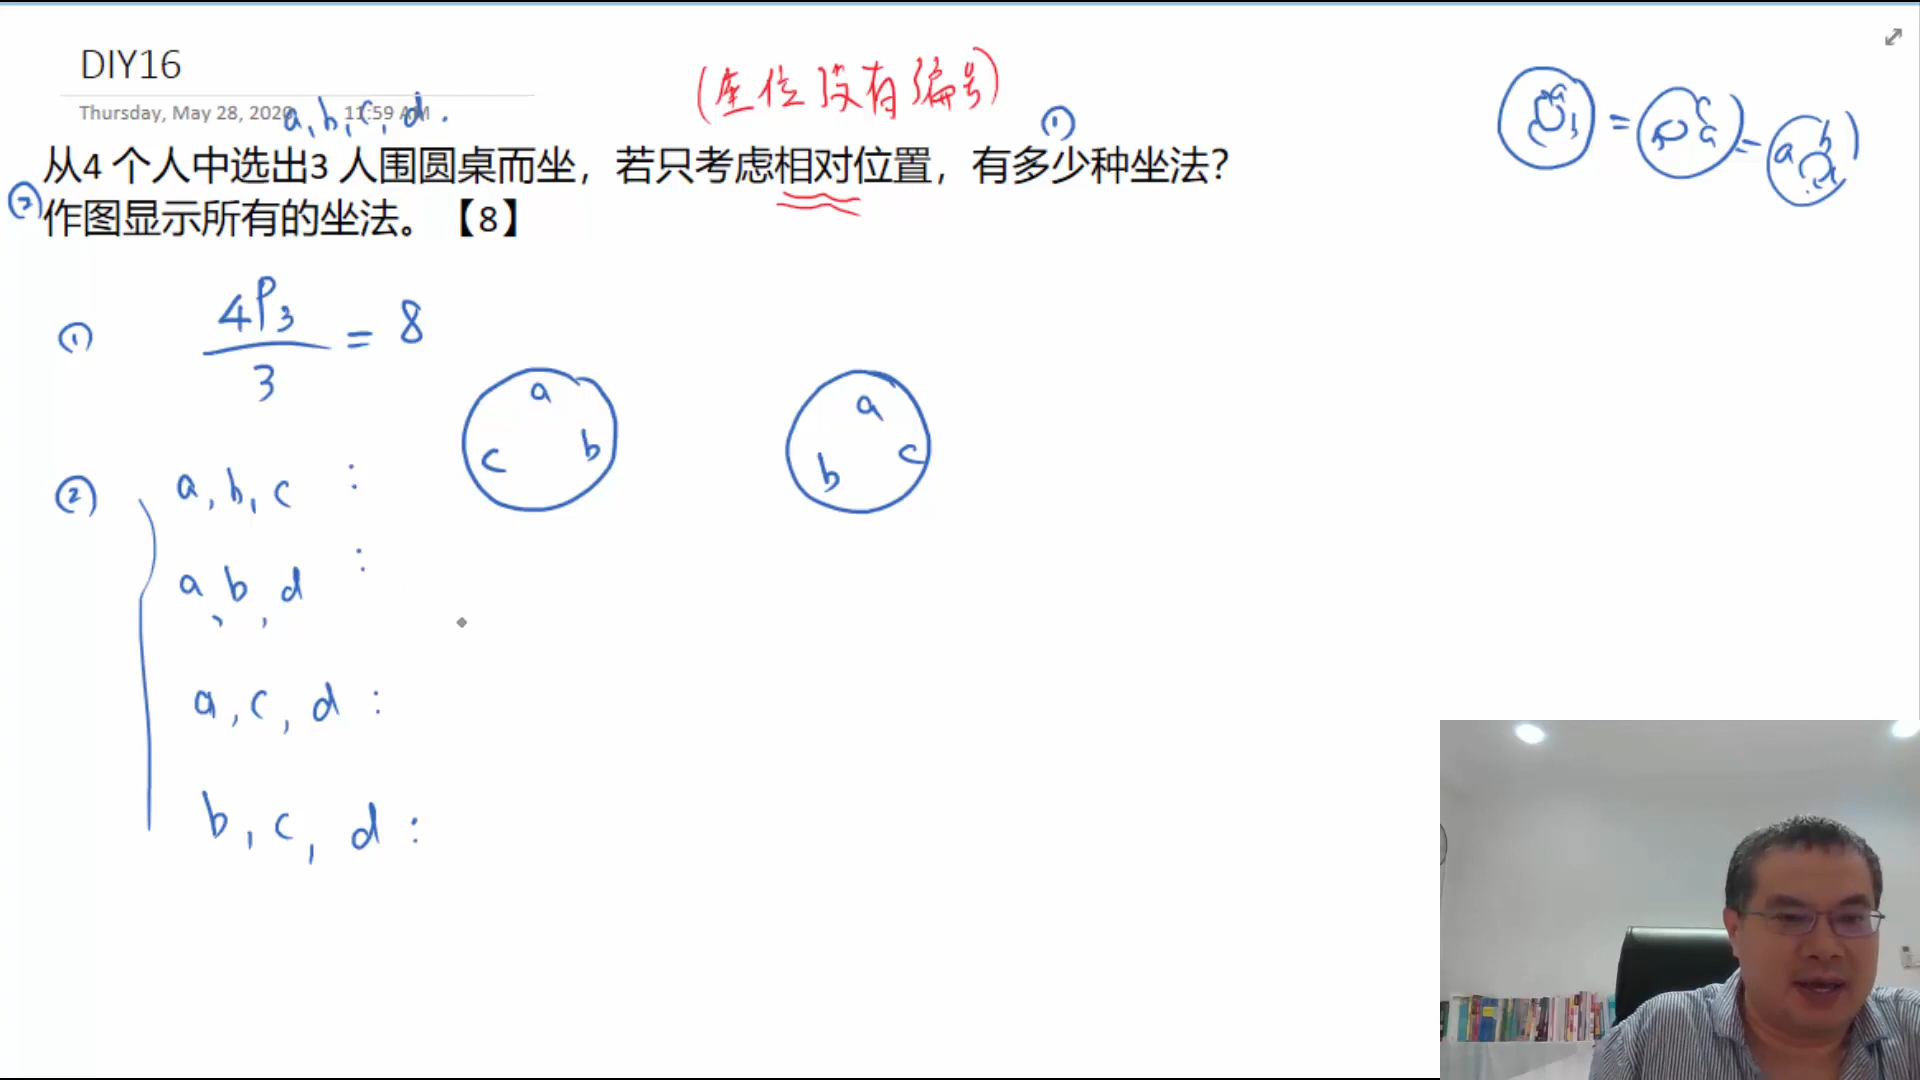 DIY16
Thursday, May 28, 2020 11:59 AM
a, b, c, d.
(座位没有编号)
①
从4 个人中选出3 人围圆桌而坐，若只考虑相对位置，有多少种坐法？
②
作图显示所有的坐法。【8】
a b = c a = a b
① 4P3 / 3 = 8
a b c
a b c
② a, b, c :
a, b, d :
a, c, d :
b, c, d :